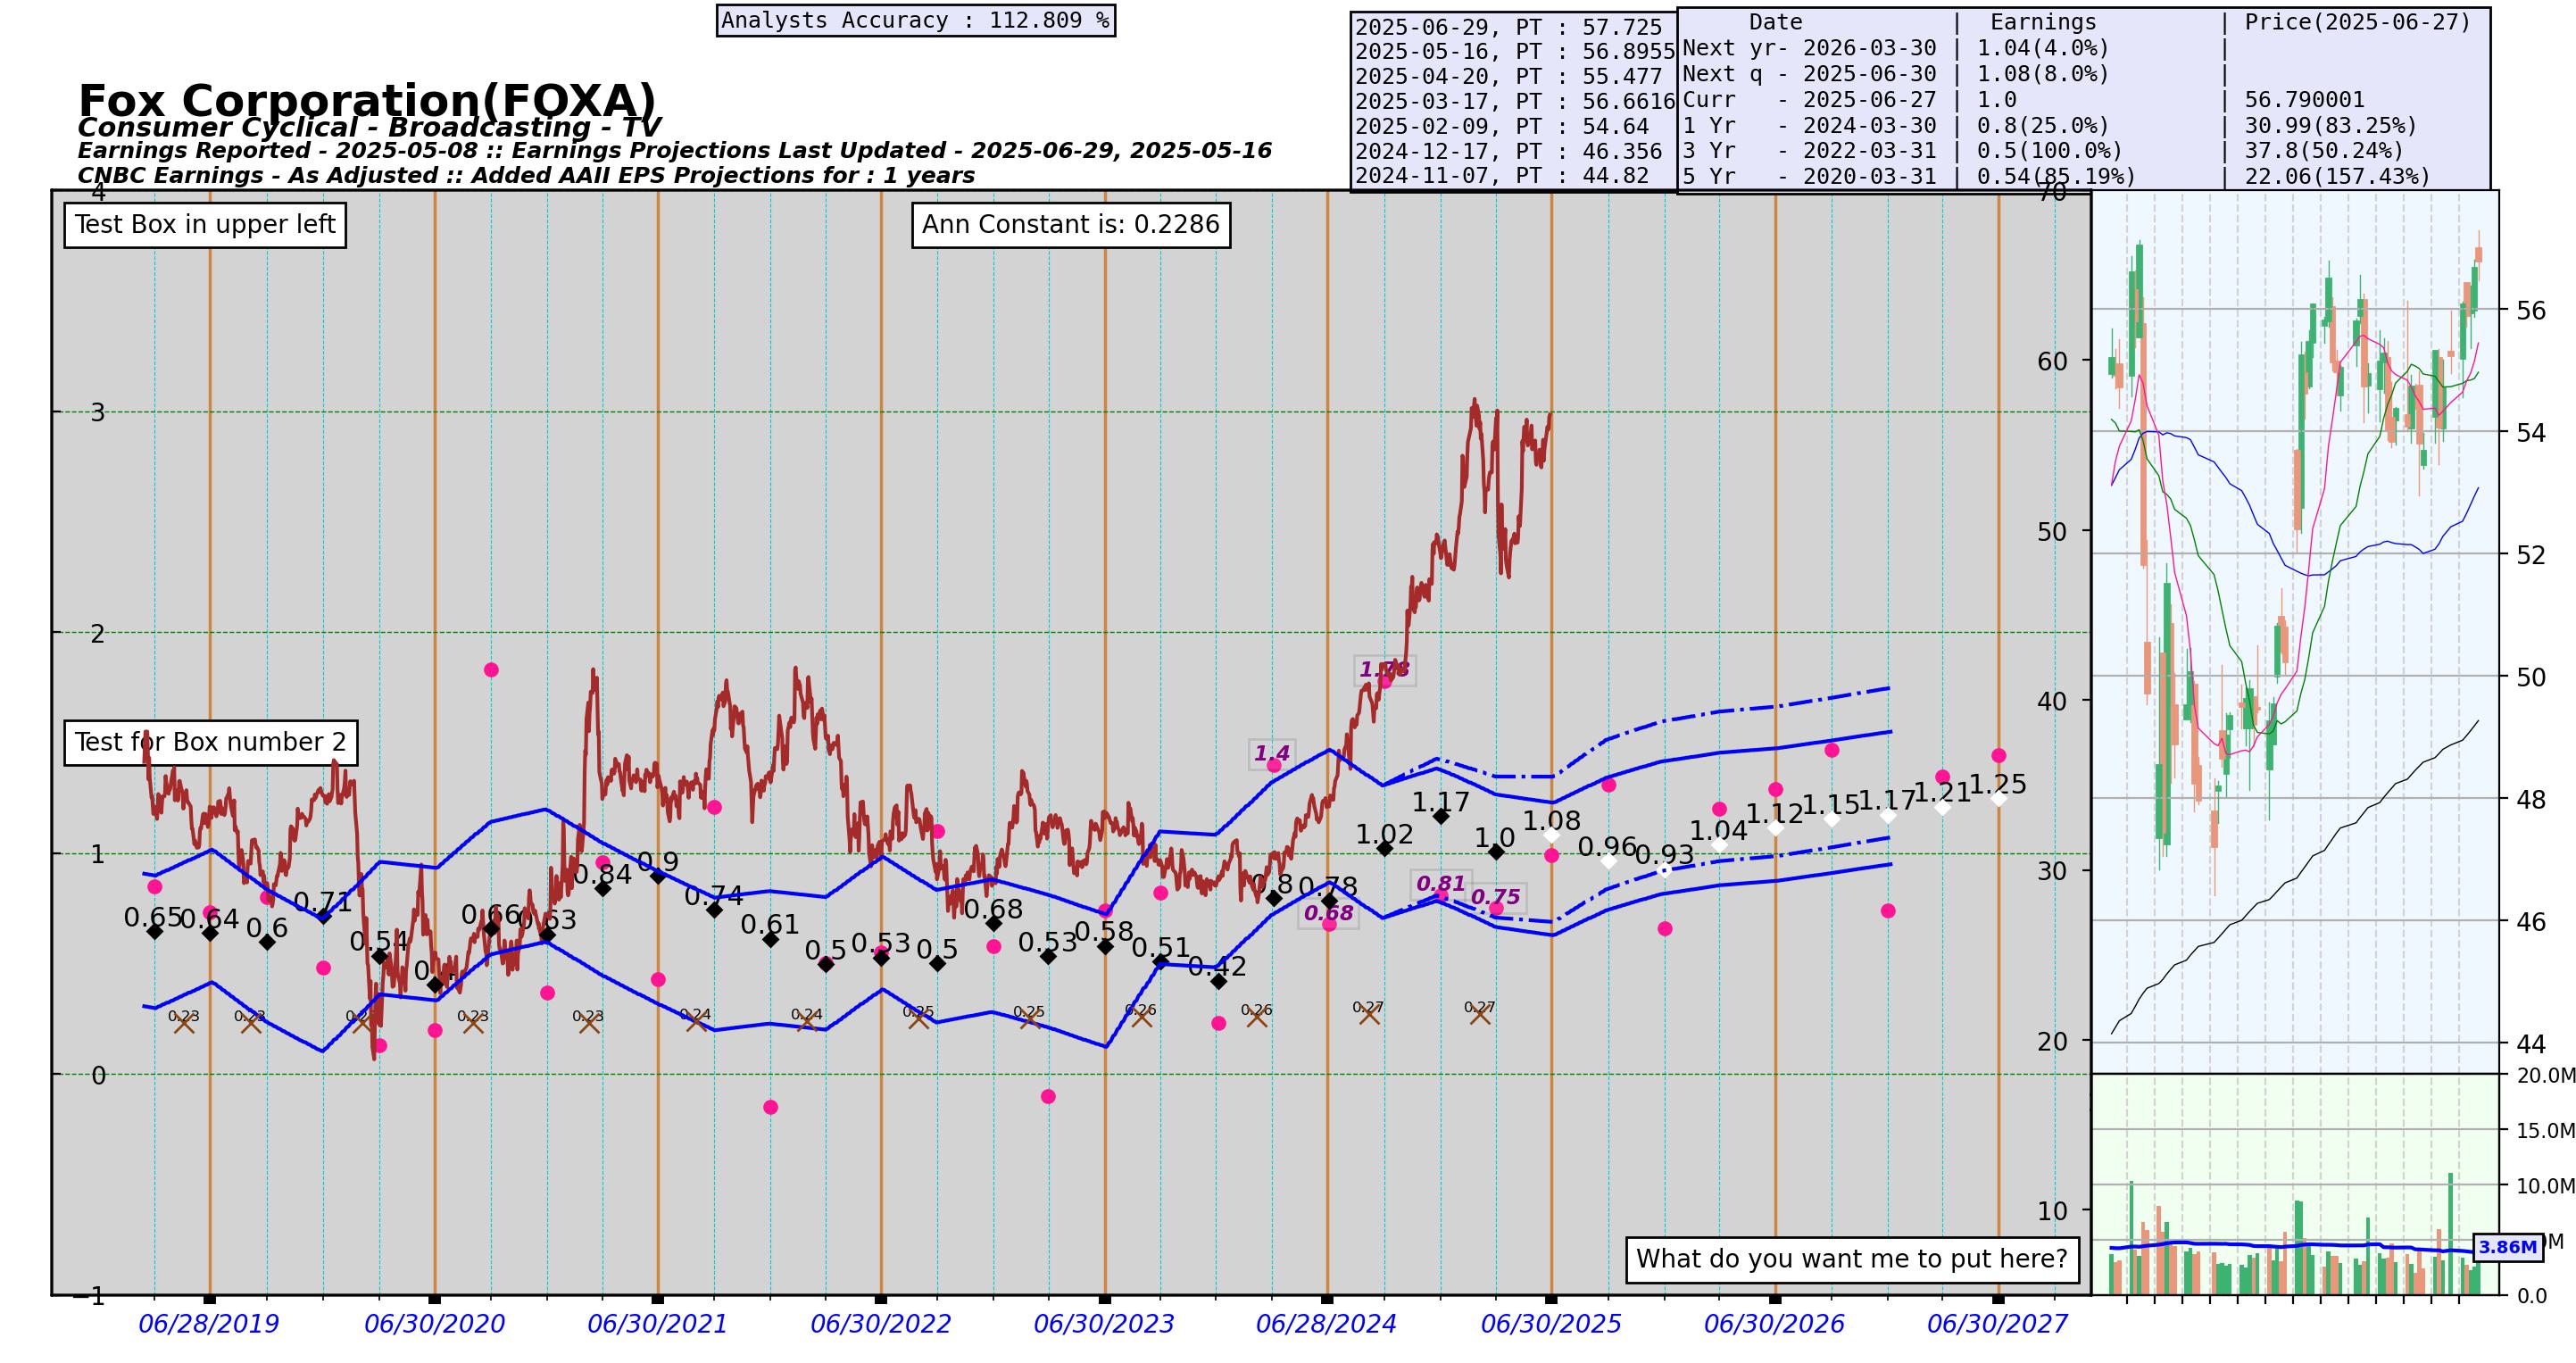 Analysts Accuracy : 112.809 %
2025-06-29, PT : 57.725
2025-05-16, PT : 56.8955
2025-04-20, PT : 55.477
2025-03-17, PT : 56.6616
2025-02-09, PT : 54.64
2024-12-17, PT : 46.356
2024-11-07, PT : 44.82
Date | Earnings | Price(2025-06-27)
Next yr- 2026-03-30 | 1.04(4.0%) |
Next q - 2025-06-30 | 1.08(8.0%) |
Curr - 2025-06-27 | 1.0 | 56.790001
1 Yr - 2024-03-30 | 0.8(25.0%) | 30.99(83.25%)
3 Yr - 2022-03-31 | 0.5(100.0%) | 37.8(50.24%)
5 Yr - 2020-03-31 | 0.54(85.19%) | 22.06(157.43%)
Fox Corporation(FOXA)
Consumer Cyclical - Broadcasting - TV
Earnings Reported - 2025-05-08 :: Earnings Projections Last Updated - 2025-06-29, 2025-05-16
CNBC Earnings - As Adjusted :: Added AAII EPS Projections for : 1 years
Test Box in upper left
Ann Constant is: 0.2286
Test for Box number 2
What do you want me to put here?
4
3
2
1
0
−1
70
60
50
40
30
20
10
56
54
52
50
48
46
44
20.0M
15.0M
10.0M
3.86M
0.0
1.4
1.78
0.68
0.81
0.75
0.65 0.64 0.6 0.71 0.54 0.66 0.63 0.84 0.9 0.74 0.61 0.5 0.53 0.5 0.68 0.53 0.58 0.51 0.42 0.8 0.78 1.02 1.17 1.0 1.08 0.96 0.93 1.04 1.12 1.15 1.17 1.21 1.25
0.23 0.23 0.23 0.23 0.24 0.24 0.25 0.25 0.26 0.26 0.27 0.27
06/28/2019 06/30/2020 06/30/2021 06/30/2022 06/30/2023 06/28/2024 06/30/2025 06/30/2026 06/30/2027